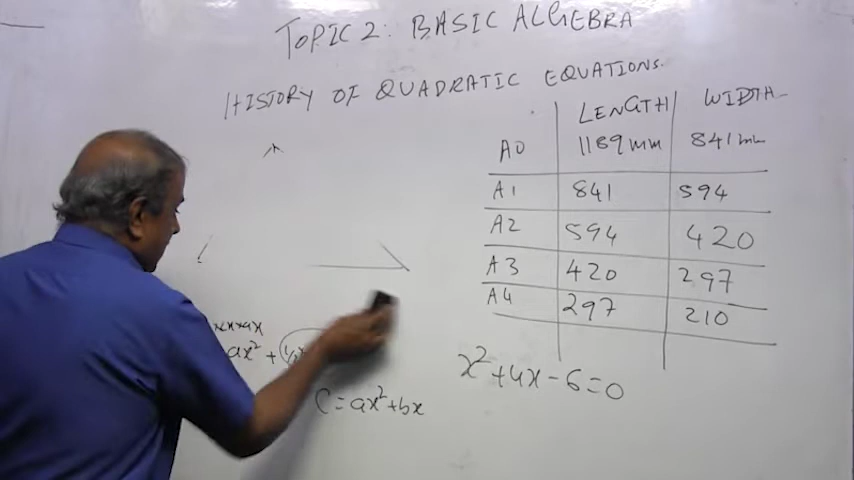 TOPIC 2: BASIC ALGEBRA
HISTORY OF QUADRATIC EQUATIONS.
LENGTH WIDTH
A0 1189mm 841mm
A1 841 594
A2 594 420
A3 420 297
A4 297 210
ax² +
C=ax²+bx
x²+4x-6=0